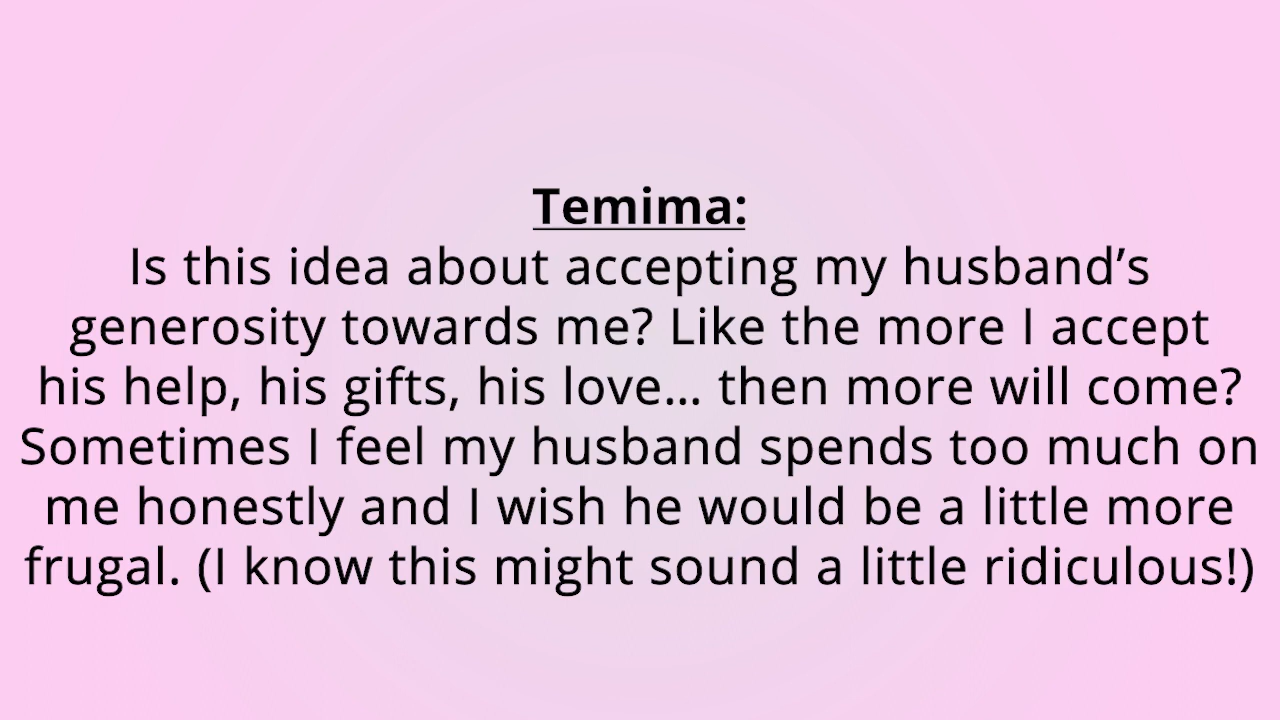 Temima:
Is this idea about accepting my husband’s
generosity towards me? Like the more I accept
his help, his gifts, his love... then more will come?
Sometimes I feel my husband spends too much on
me honestly and I wish he would be a little more
frugal. (I know this might sound a little ridiculous!)